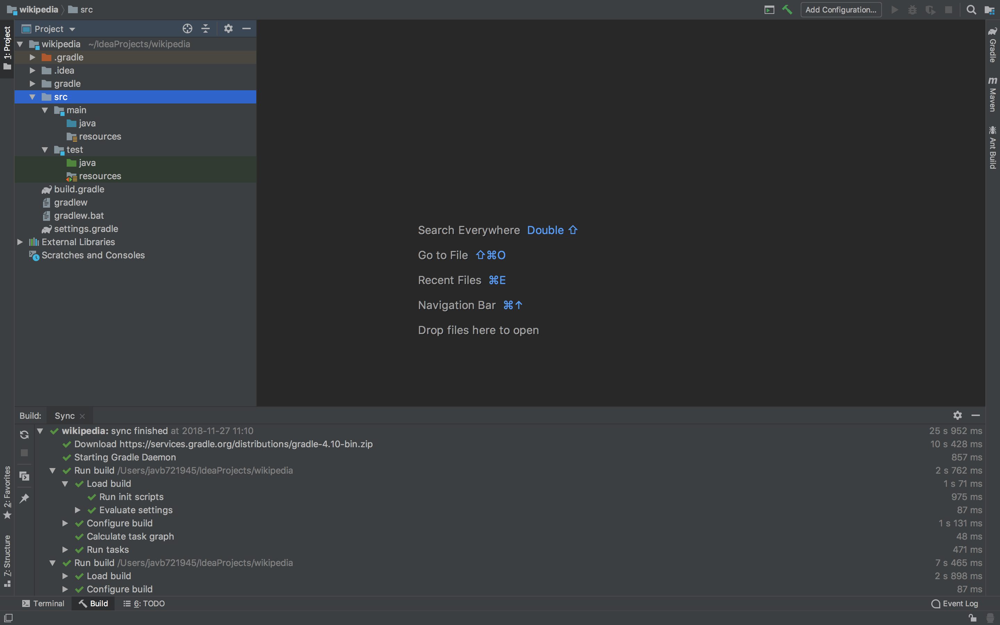 wikipedia src
Add Configuration...
1: Project
Project
wikipedia ~/IdeaProjects/wikipedia
.gradle
.idea
gradle
src
main
java
resources
test
java
resources
build.gradle
gradlew
gradlew.bat
settings.gradle
External Libraries
Scratches and Consoles
Search Everywhere Double ⇧
Go to File ⇧⌘O
Recent Files ⌘E
Navigation Bar ⌘↑
Drop files here to open
Gradle
m Maven
Ant Build
Build: Sync
wikipedia: sync finished at 2018-11-27 11:10 25 s 952 ms
Download https://services.gradle.org/distributions/gradle-4.10-bin.zip 10 s 428 ms
Starting Gradle Daemon 857 ms
Run build /Users/javb721945/IdeaProjects/wikipedia 2 s 762 ms
Load build 1 s 71 ms
Run init scripts 975 ms
Evaluate settings 87 ms
Configure build 1 s 131 ms
Calculate task graph 48 ms
Run tasks 471 ms
Run build /Users/javb721945/IdeaProjects/wikipedia 7 s 465 ms
Load build 2 s 898 ms
Configure build 87 ms
2: Favorites
7: Structure
Terminal Build 6: TODO Event Log